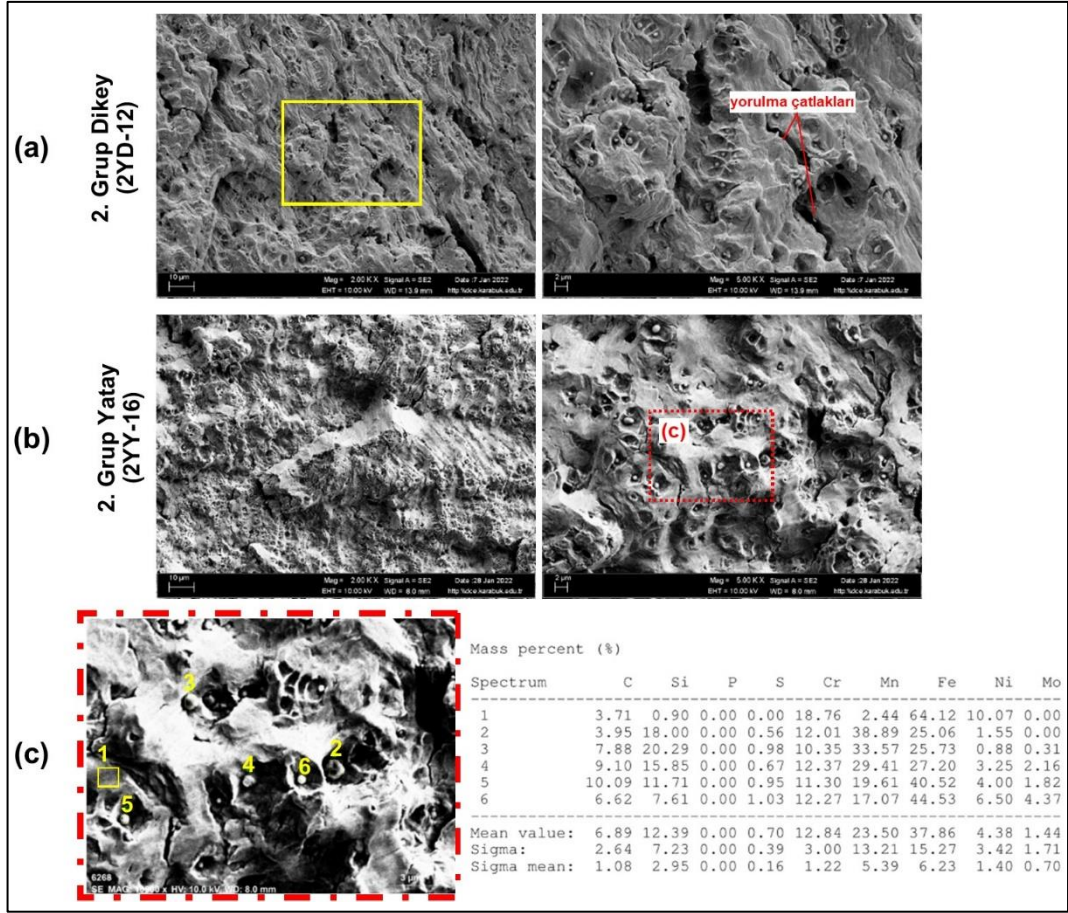 (a)
2. Grup Dikey
(2YD-12)
yorulma çatlakları
10 µm
Mag = 2.00 K X Signal A = SE2 Date :7 Jan 2022
EHT = 10.00 kV WD = 13.9 mm http:\\dce.karabuk.edu.tr
2 µm
Mag = 5.00 K X Signal A = SE2 Date :7 Jan 2022
EHT = 10.00 kV WD = 13.9 mm http:\\dce.karabuk.edu.tr
(b)
2. Grup Yatay
(2YY-16)
(c)
10 µm
Mag = 2.00 K X Signal A = SE2 Date :28 Jan 2022
EHT = 10.00 kV WD = 8.0 mm
2 µm
Mag = 5.00 K X Signal A = SE2 Date :28 Jan 2022
EHT = 10.00 kV WD = 8.0 mm
(c)
3
1
2
4
6
5
6268
SE MAG: HV: 10.0 kV WD: 8.0 mm
3 µm
Mass percent (%)
Spectrum C Si P S Cr Mn Fe Ni Mo
1 3.71 0.90 0.00 0.00 18.76 2.44 64.12 10.07 0.00
2 3.95 18.00 0.00 0.56 12.01 38.89 25.06 1.55 0.00
3 7.88 20.29 0.00 0.98 10.35 33.57 25.73 0.88 0.31
4 9.10 15.85 0.00 0.67 12.37 29.41 27.20 3.25 2.16
5 10.09 11.71 0.00 0.95 11.30 19.61 40.52 4.00 1.82
6 6.62 7.61 0.00 1.03 12.27 17.07 44.53 6.50 4.37
Mean value: 6.89 12.39 0.00 0.70 12.84 23.50 37.86 4.38 1.44
Sigma: 2.64 7.23 0.00 0.39 3.00 13.21 15.27 3.42 1.71
Sigma mean: 1.08 2.95 0.00 0.16 1.22 5.39 6.23 1.40 0.70